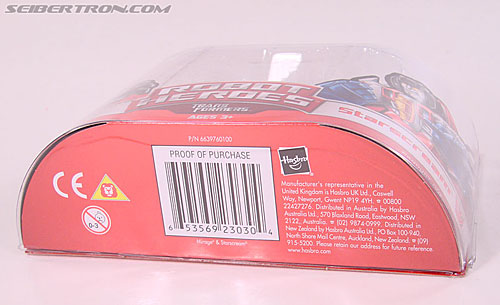 SEIBERTRON.COM
ROBOT
HEROES
TRANSFORMERS
AGES 3+
Starscream
P/N 6639760100
PROOF OF PURCHASE
6 53569 23030 4
Mirage & Starscream
CE
0-3
Hasbro
Manufacturer's representative in the
United Kingdom is Hasbro UK Ltd., Caswell
Way, Newport, Gwent NP19 4YH. ☎ 00800
22427276. Distributed in Australia by Hasbro
Australia Ltd., 570 Blaxland Road, Eastwood, NSW
2122, Australia. ☎ (02) 9874-0999. Distributed in
New Zealand by Hasbro Australia Ltd. PO Box 100-940,
North Shore Mail Centre, Auckland, New Zealand. ☎ (09)
915-5200. Please retain our address for future reference.
www.hasbro.com